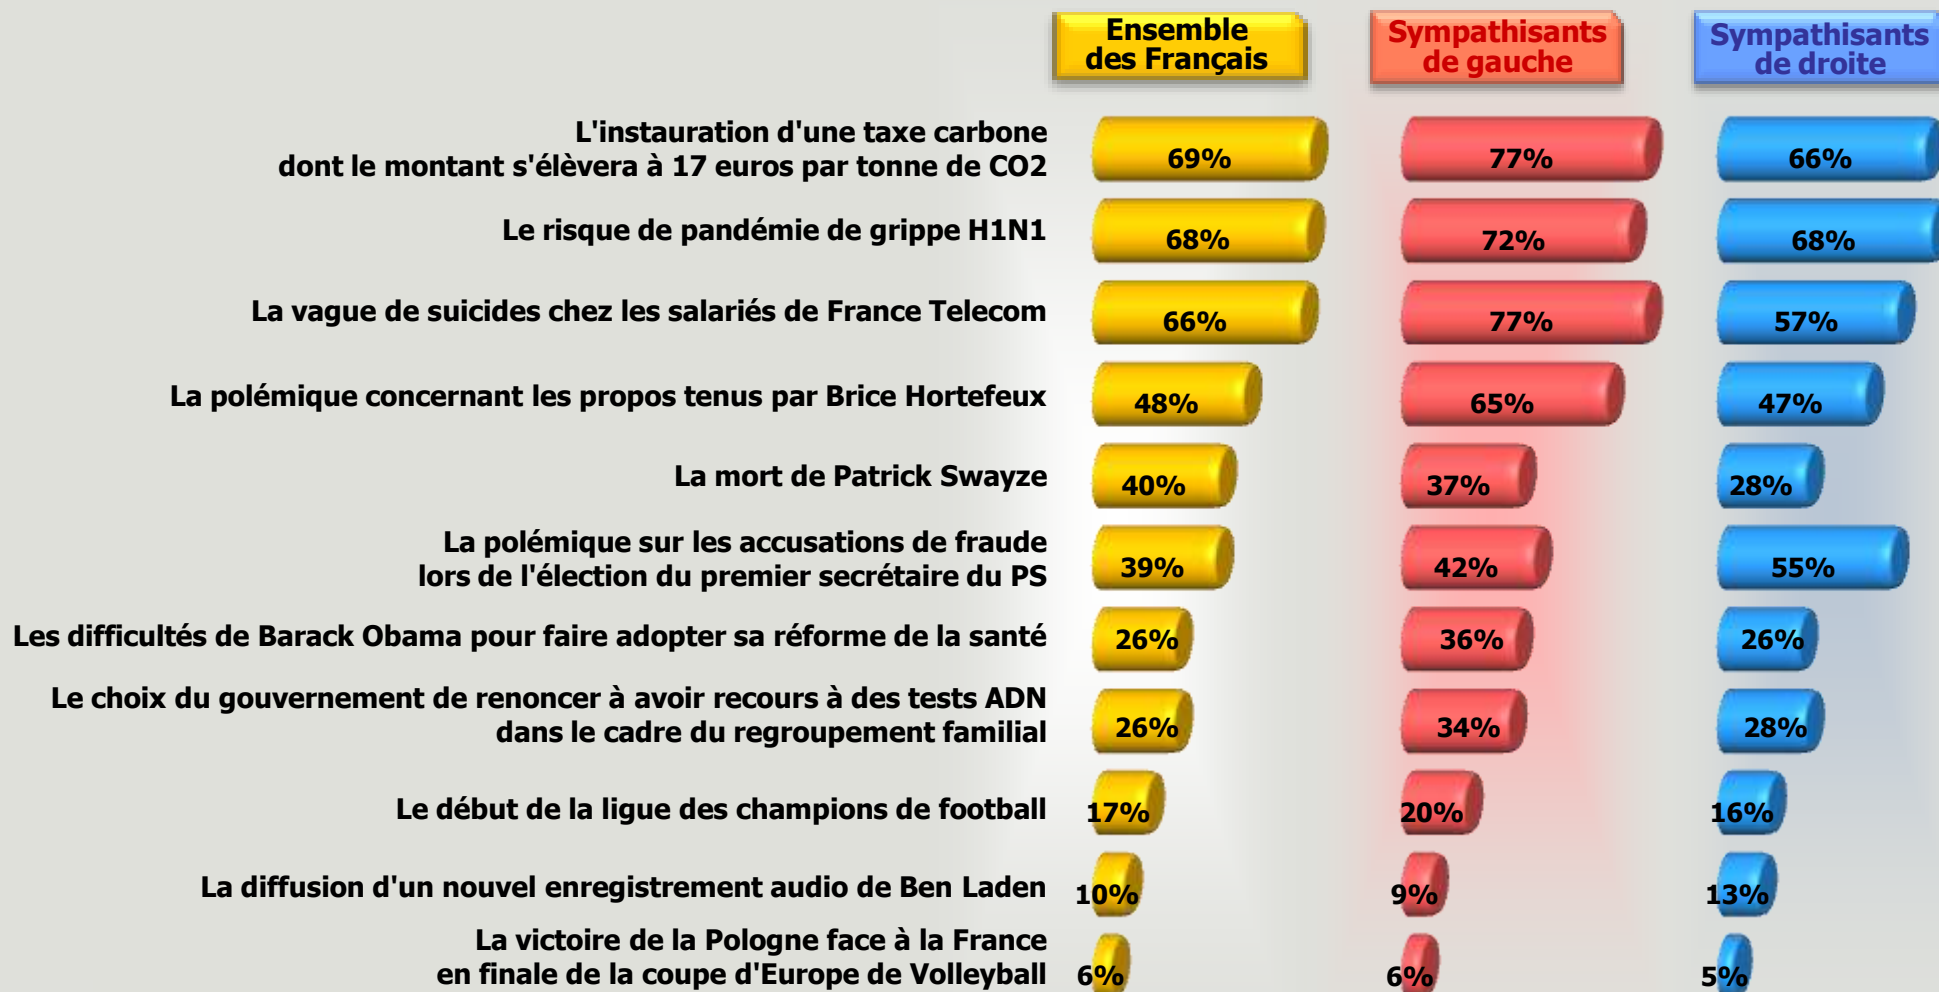 Ensemble
des Français
Sympathisants
de gauche
Sympathisants
de droite
L'instauration d'une taxe carbone
dont le montant s'élèvera à 17 euros par tonne de CO2
69%
77%
66%
Le risque de pandémie de grippe H1N1
68%
72%
68%
La vague de suicides chez les salariés de France Telecom
66%
77%
57%
La polémique concernant les propos tenus par Brice Hortefeux
48%
65%
47%
La mort de Patrick Swayze
40%
37%
28%
La polémique sur les accusations de fraude
lors de l'élection du premier secrétaire du PS
39%
42%
55%
Les difficultés de Barack Obama pour faire adopter sa réforme de la santé
26%
36%
26%
Le choix du gouvernement de renoncer à avoir recours à des tests ADN
dans le cadre du regroupement familial
26%
34%
28%
Le début de la ligue des champions de football
17%
20%
16%
La diffusion d'un nouvel enregistrement audio de Ben Laden
10%
9%
13%
La victoire de la Pologne face à la France
en finale de la coupe d'Europe de Volleyball
6%
6%
5%